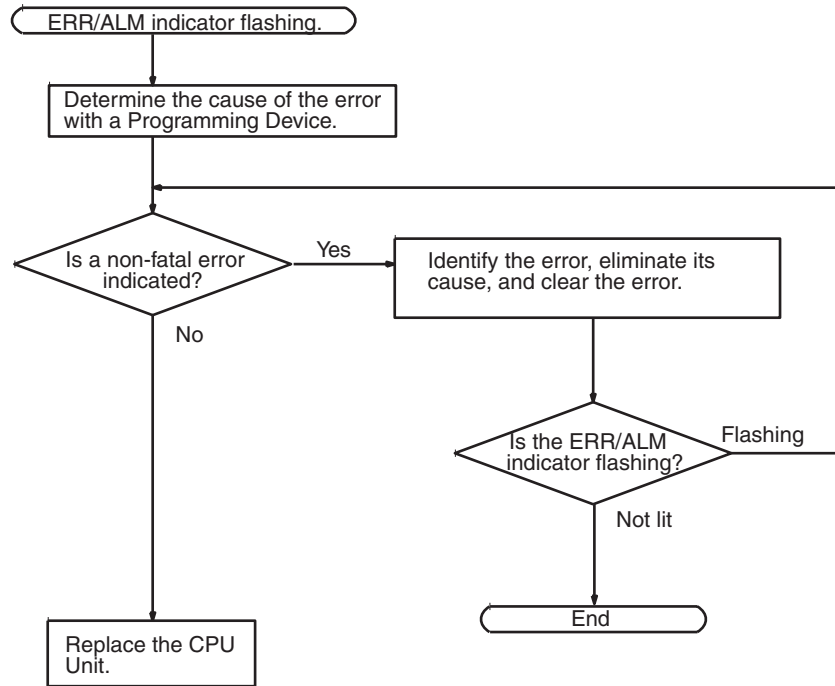 ERR/ALM indicator flashing.
Determine the cause of the error
with a Programming Device.
Is a non-fatal error
indicated?
Yes
Identify the error, eliminate its
cause, and clear the error.
No
Is the ERR/ALM
indicator flashing?
Flashing
Not lit
End
Replace the CPU
Unit.